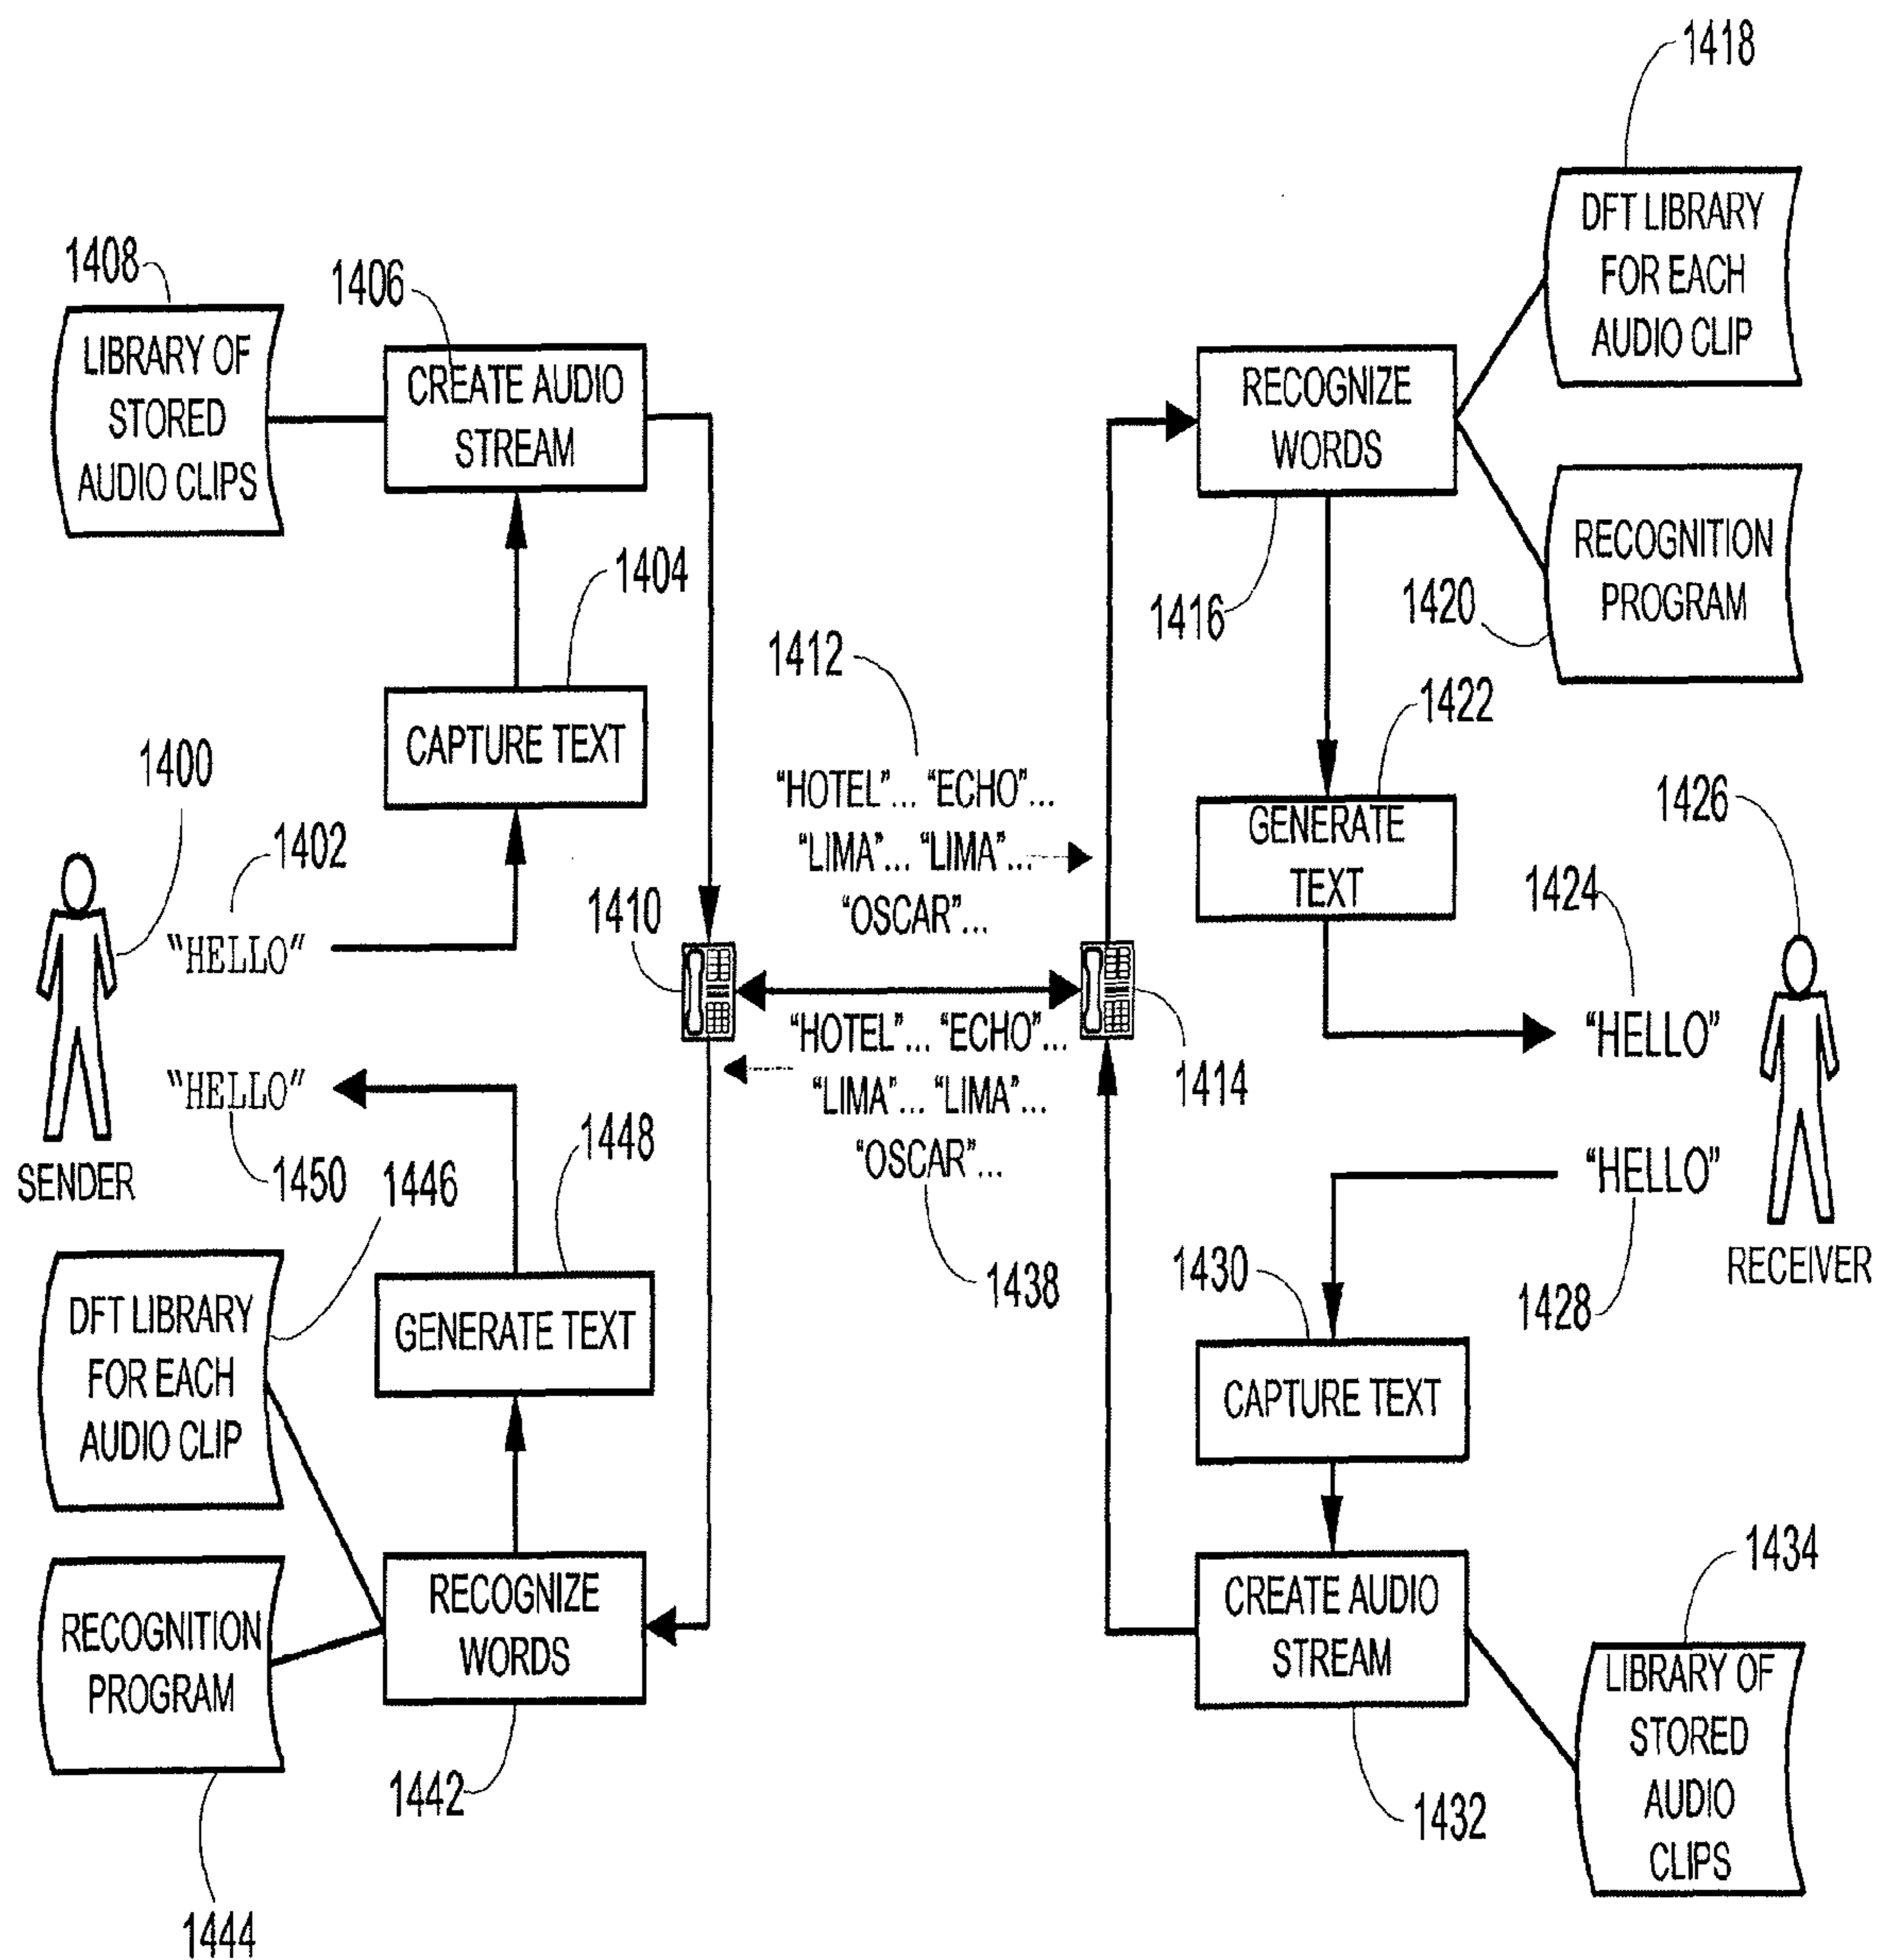 1418
DFT LIBRARY
FOR EACH
AUDIO CLIP
1408
LIBRARY OF
STORED
AUDIO CLIPS
1406
CREATE AUDIO
STREAM
RECOGNIZE
WORDS
RECOGNITION
PROGRAM
1420
1416
1404
CAPTURE TEXT
1412
"HOTEL"... "ECHO"...
"LIMA"... "LIMA"...
"OSCAR"...
1422
GENERATE
TEXT
1400
1402
"HELLO"
1410
1424
"HELLO"
1426
"HOTEL"... "ECHO"...
"LIMA"... "LIMA"...
"OSCAR"...
1414
"HELLO"
1450
SENDER
1448
1446
1438
"HELLO"
1428
RECEIVER
1430
CAPTURE TEXT
DFT LIBRARY
FOR EACH
AUDIO CLIP
GENERATE TEXT
RECOGNITION
PROGRAM
RECOGNIZE
WORDS
1442
1444
CREATE AUDIO
STREAM
1432
1434
LIBRARY OF
STORED
AUDIO
CLIPS